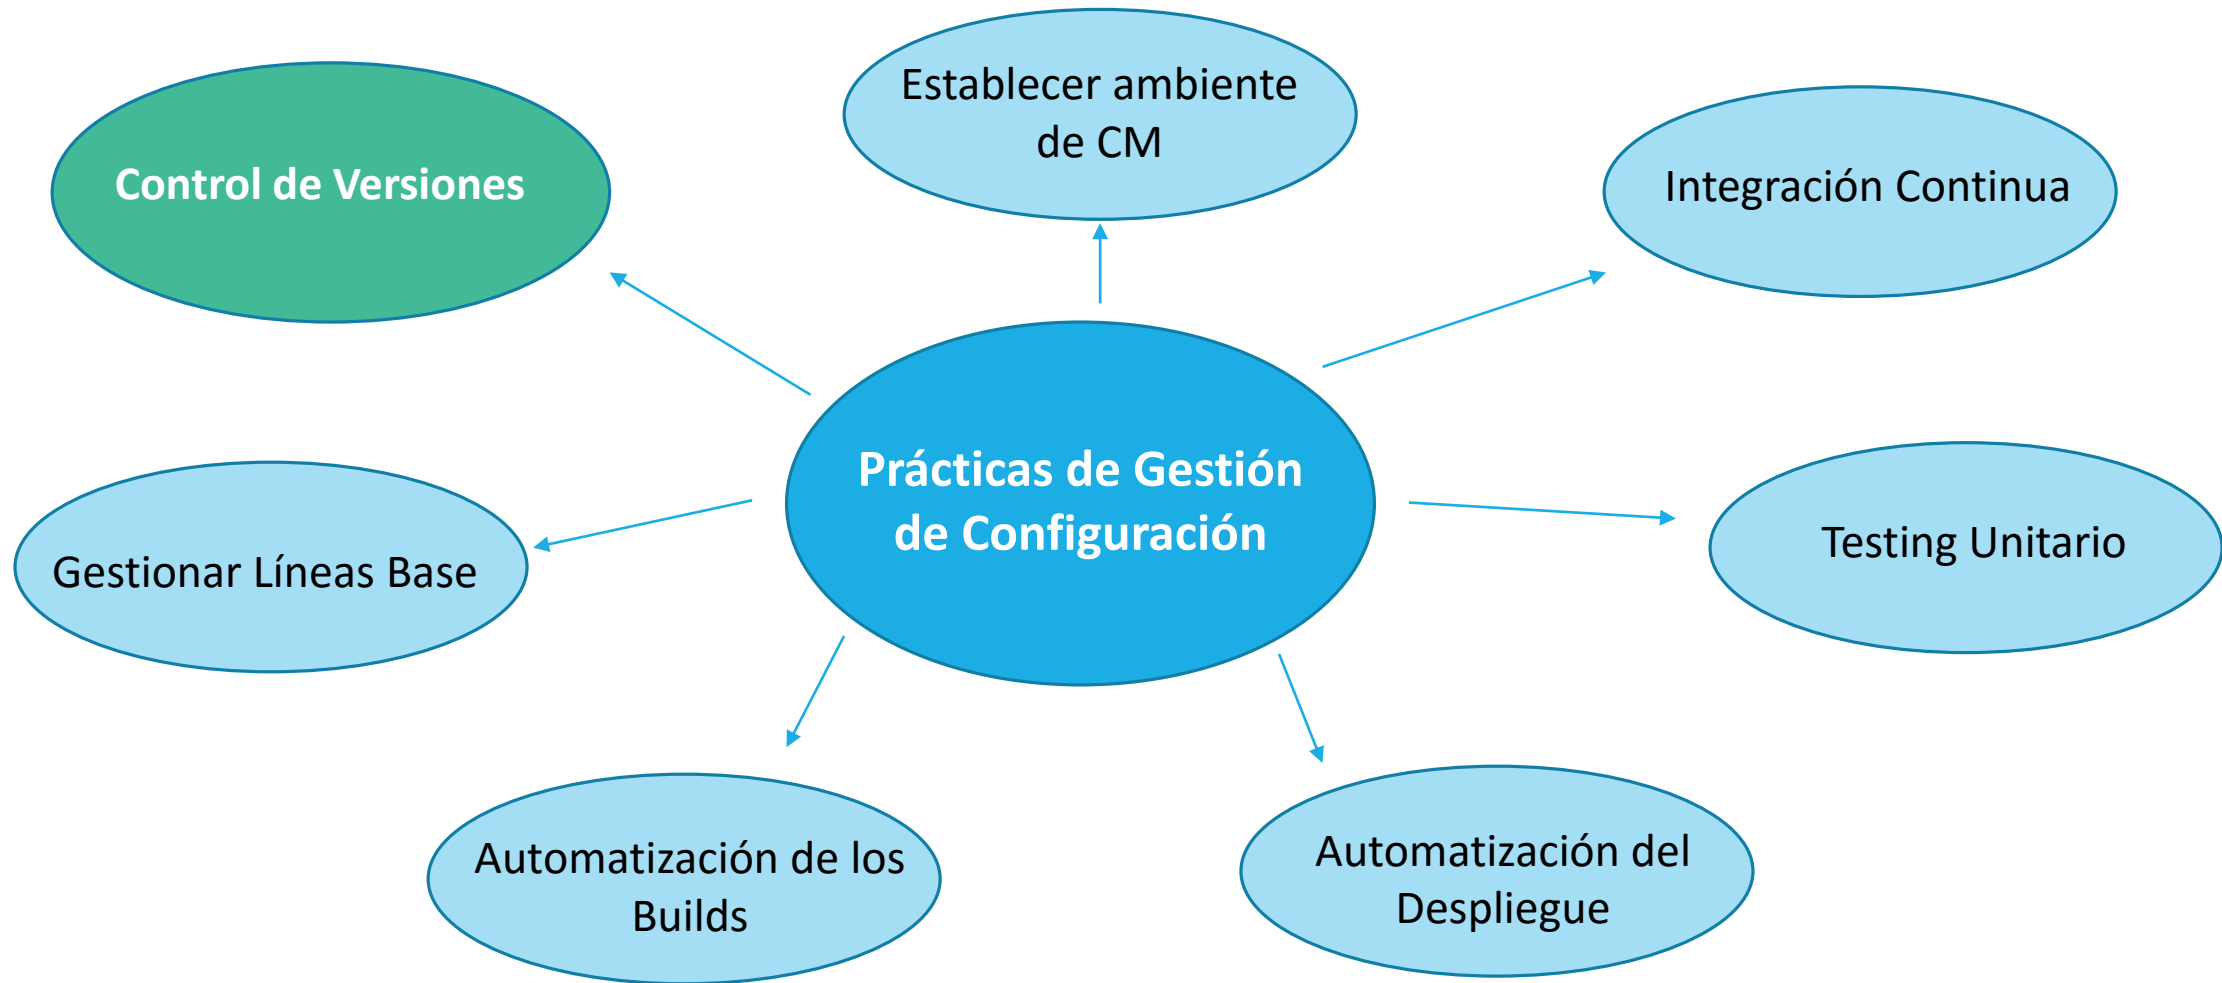 Establecer ambiente
de CM
Control de Versiones
Integración Continua
Prácticas de Gestión
de Configuración
Gestionar Líneas Base
Testing Unitario
Automatización de los
Builds
Automatización del
Despliegue